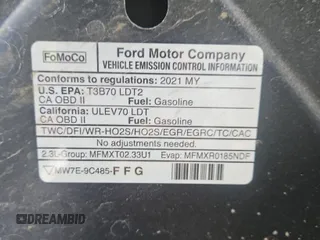 FoMoCo
Ford Motor Company
VEHICLE EMISSION CONTROL INFORMATION
Conforms to regulations: 2021 MY
U.S. EPA: T3B70 LDT2
CA OBD II Fuel: Gasoline
California: ULEV70 LDT
CA OBD II Fuel: Gasoline
TWC/DFI/WR-HO2S/HO2S/EGR/EGRC/TC/CAC
No adjustments needed.
2.3L-Group: MFMXT02.33U1 Evap: MFMXR0185NDF
MW7E-9C485-F F G
DREAMBID